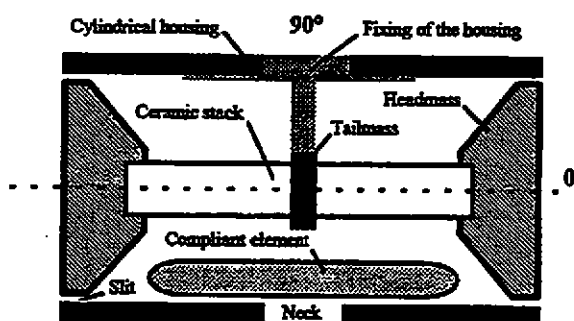 90°
Cylindrical housing
Fixing of the housing
Headmass
Ceramic stack
Tailmass
0
Compliant element
Slit
Neck